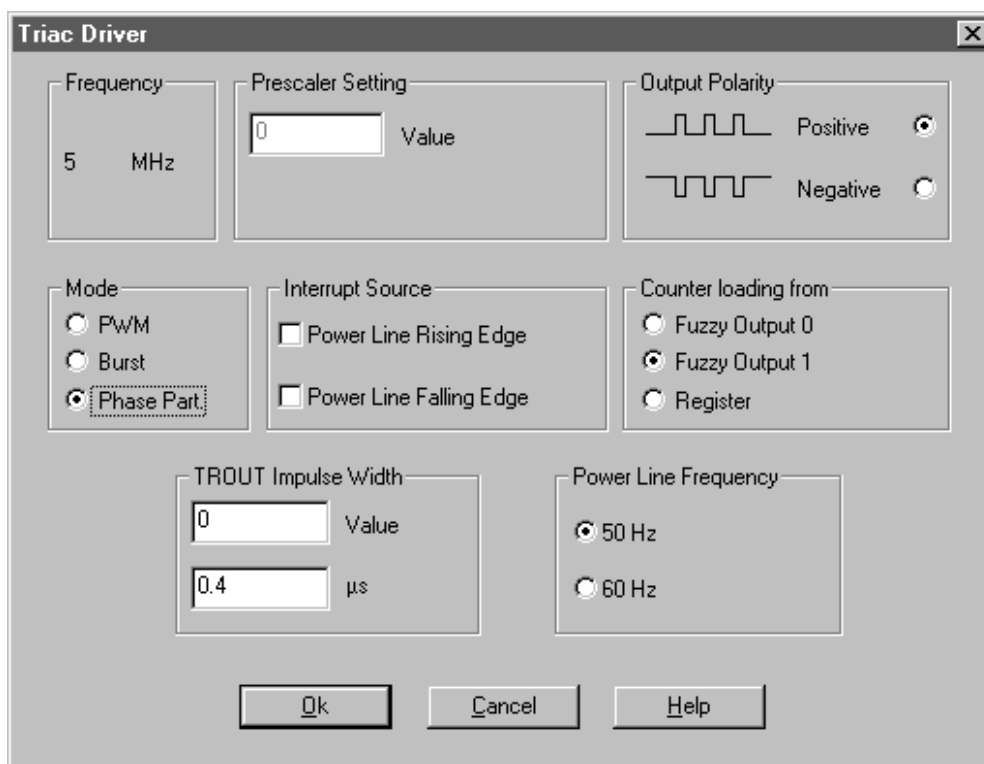 Triac Driver
Frequency
5 MHz
Prescaler Setting
0 Value
Output Polarity
Positive
Negative
Mode
PWM
Burst
Phase Part.
Interrupt Source
Power Line Rising Edge
Power Line Falling Edge
Counter loading from
Fuzzy Output 0
Fuzzy Output 1
Register
TROUT Impulse Width
0 Value
0.4 µs
Power Line Frequency
50 Hz
60 Hz
Ok
Cancel
Help